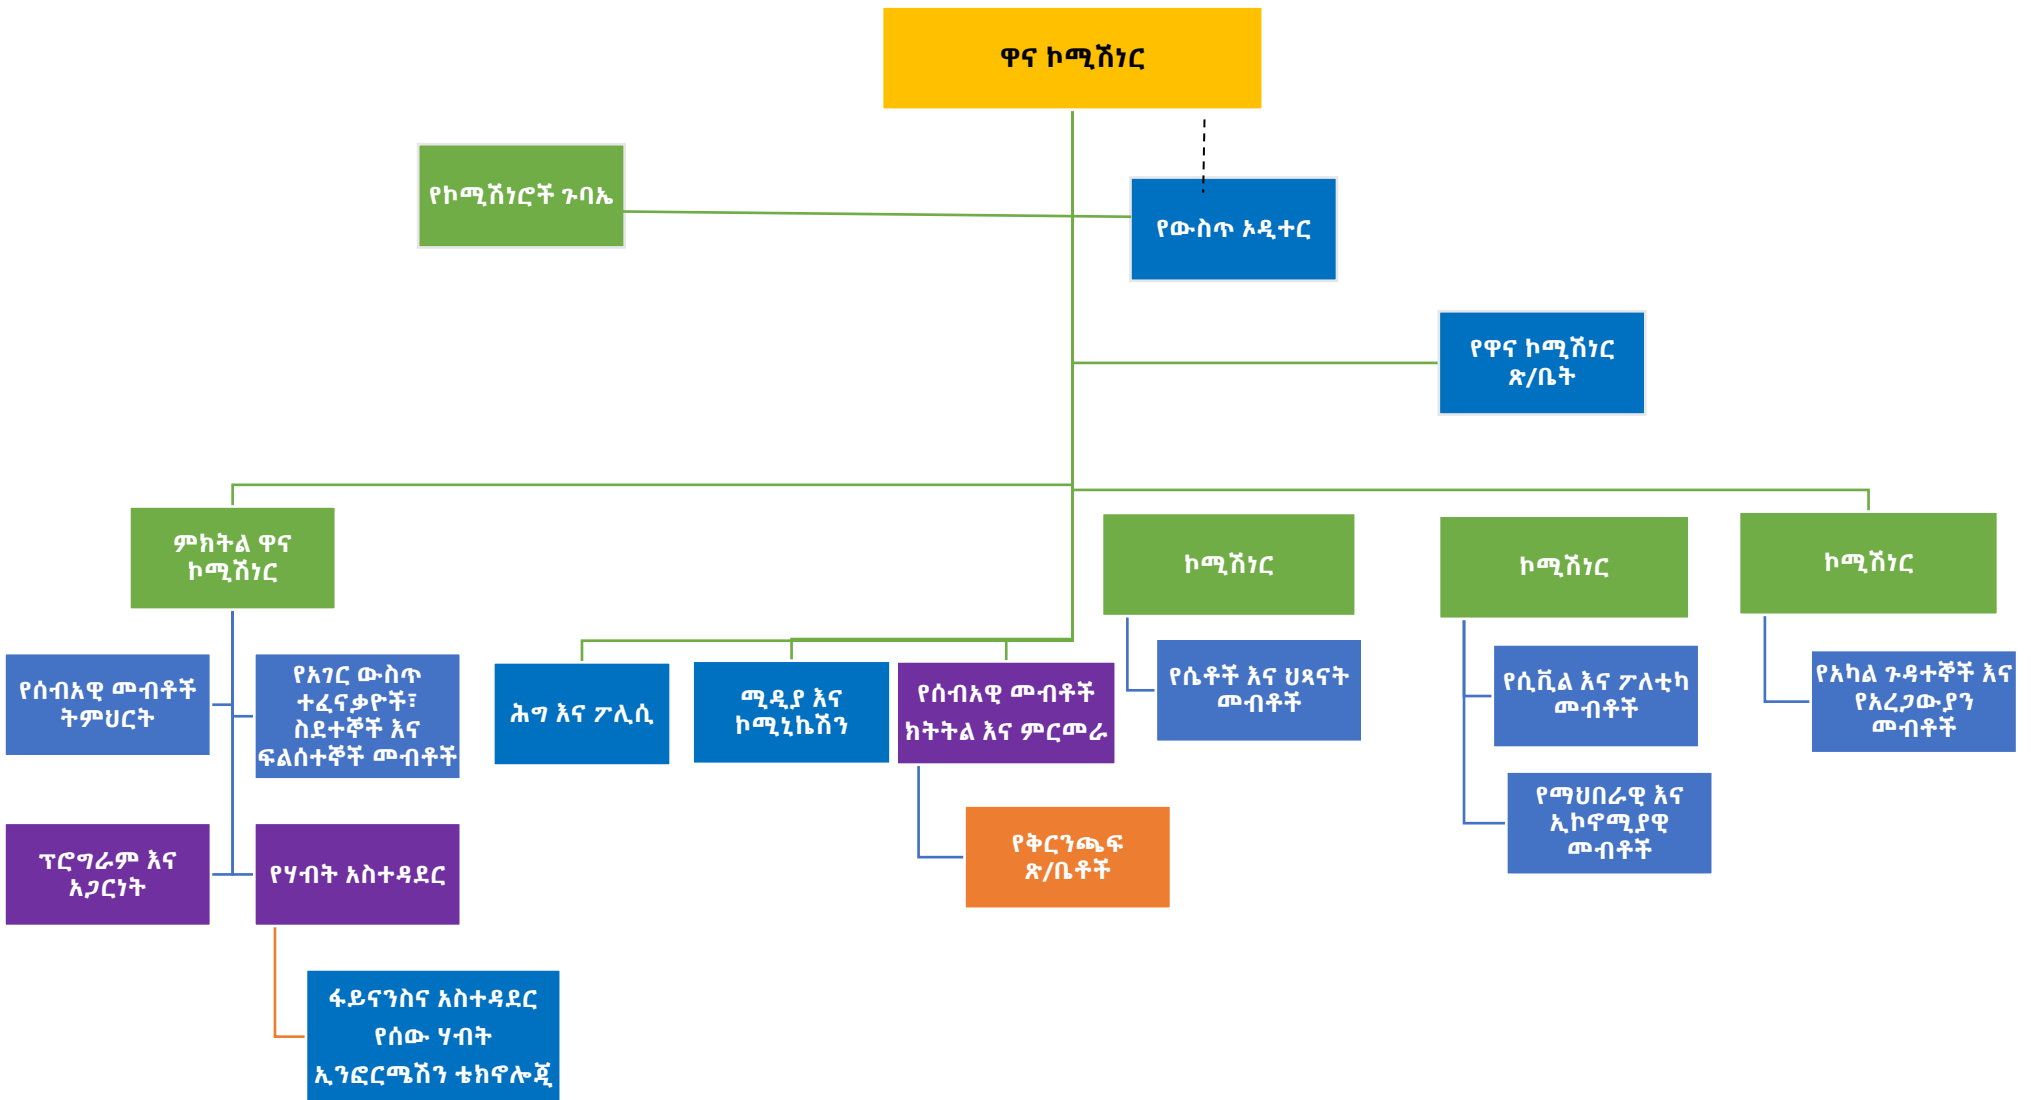 ዋና ኮሚሽነር
የኮሚሽነሮች ጉባኤ
የውስጥ ኦዲተር
የዋና ኮሚሽነር
ጽ/ቤት
ምክትል ዋና
ኮሚሽነር
ኮሚሽነር
ኮሚሽነር
ኮሚሽነር
የሰብአዊ መብቶች
ትምህርት
የአገር ውስጥ
ተፈናቃዮች፣
ስደተኞች እና
ፍልሰተኞች መብቶች
ሕግ እና ፖሊሲ
ሚዲያ እና
ኮሚኒኬሽን
የሰብአዊ መብቶች
ክትትል እና ምርመራ
የሴቶች እና ህጻናት
መብቶች
የሲቪል እና ፖለቲካ
መብቶች
የአካል ጉዳተኞች እና
የአረጋውያን
መብቶች
ፕሮግራም እና
አጋርነት
የሃብት አስተዳደር
የቅርንጫፍ
ጽ/ቤቶች
የማህበራዊ እና
ኢኮኖሚያዊ
መብቶች
ፋይናንስና አስተዳደር
የሰው ሃብት
ኢንፎርሜሽን ቴክኖሎጂ